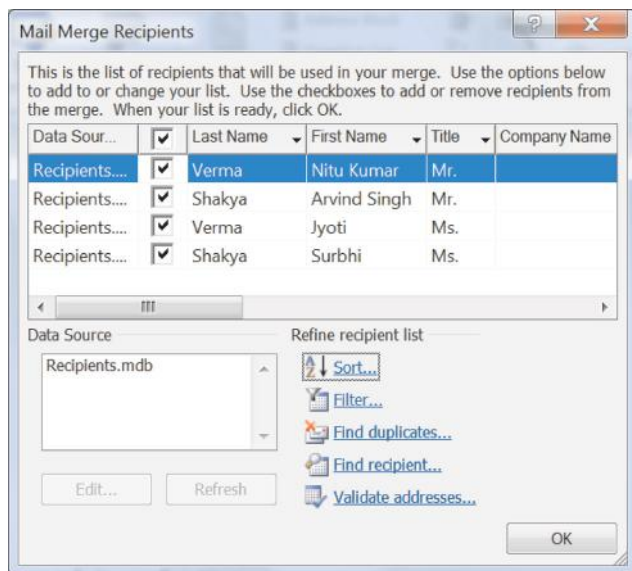 Mail Merge Recipients
This is the list of recipients that will be used in your merge. Use the options below
to add to or change your list. Use the checkboxes to add or remove recipients from
the merge. When your list is ready, click OK.
Data Sour... Last Name First Name Title Company Name
Recipients.... Verma Nitu Kumar Mr.
Recipients.... Shakya Arvind Singh Mr.
Recipients.... Verma Jyoti Ms.
Recipients.... Shakya Surbhi Ms.
Data Source
Recipients.mdb
Edit...
Refresh
Refine recipient list
Sort...
Filter...
Find duplicates...
Find recipient...
Validate addresses...
OK